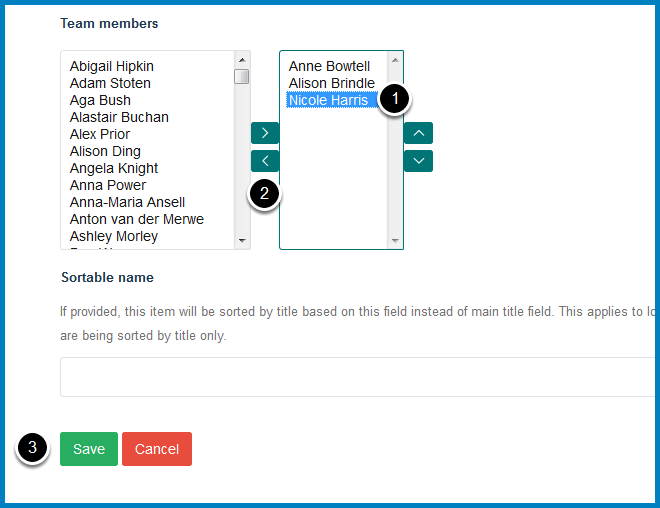 Team members
Abigail Hipkin
Adam Stoten
Aga Bush
Alastair Buchan
Alex Prior
Alison Ding
Angela Knight
Anna Power
Anna-Maria Ansell
Anton van der Merwe
Ashley Morley
Anne Bowtell
Alison Brindle
Nicole Harris
1
2
Sortable name
If provided, this item will be sorted by title based on this field instead of main title field. This applies to
are being sorted by title only.
3
Save
Cancel